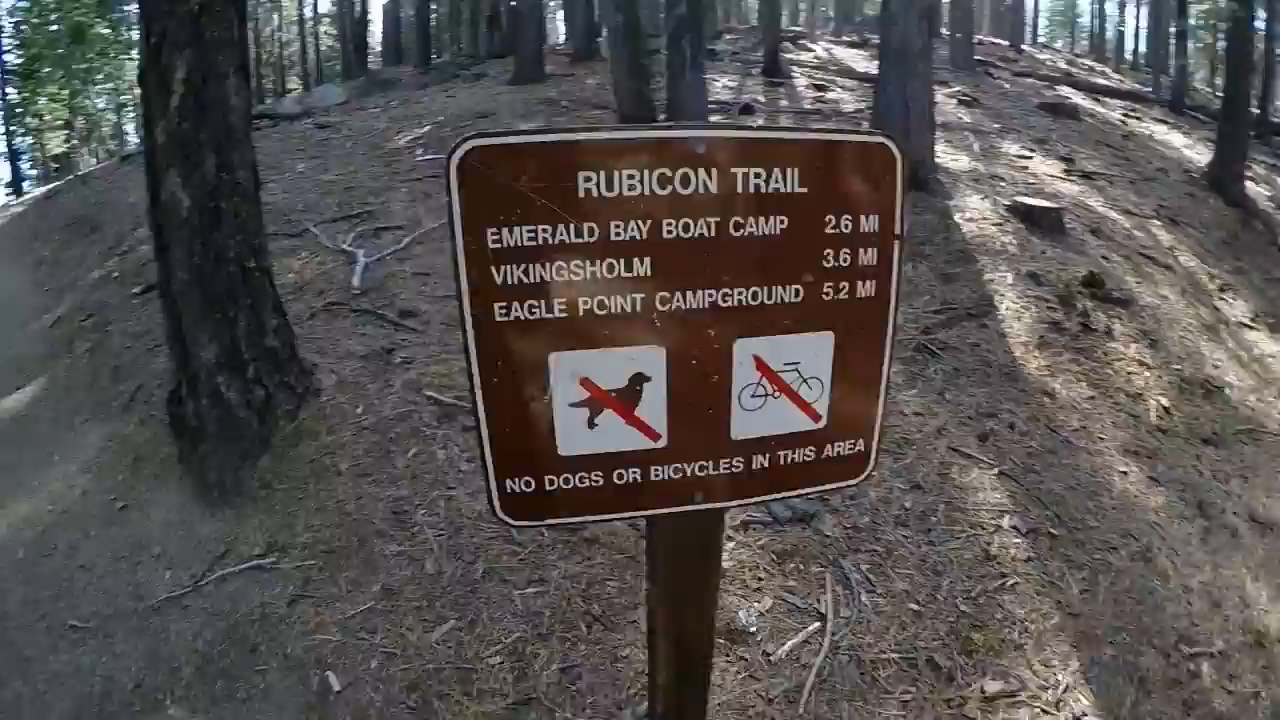 RUBICON TRAIL
EMERALD BAY BOAT CAMP 2.6 MI
VIKINGSHOLM 3.6 MI
EAGLE POINT CAMPGROUND 5.2 MI
NO DOGS OR BICYCLES IN THIS AREA